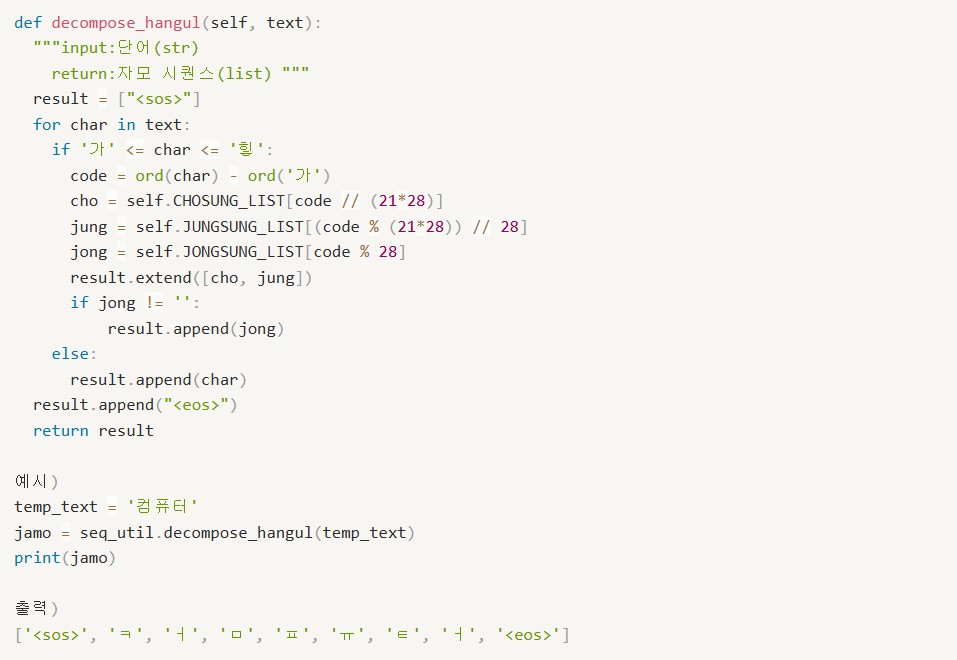 def decompose_hangul(self, text):
  """input:단어(str)
    return:자모 시퀀스(list) """
  result = ["<sos>"]
  for char in text:
    if '가' <= char <= '힣':
      code = ord(char) - ord('가')
      cho = self.CHOSUNG_LIST[code // (21*28)]
      jung = self.JUNGSUNG_LIST[(code % (21*28)) // 28]
      jong = self.JONGSUNG_LIST[code % 28]
      result.extend([cho, jung])
      if jong != '':
          result.append(jong)
    else:
      result.append(char)
  result.append("<eos>")
  return result

예시)
temp_text = '컴퓨터'
jamo = seq_util.decompose_hangul(temp_text)
print(jamo)

출력)
['<sos>', 'ㅋ', 'ㅓ', 'ㅁ', 'ㅍ', 'ㅠ', 'ㅌ', 'ㅓ', '<eos>']